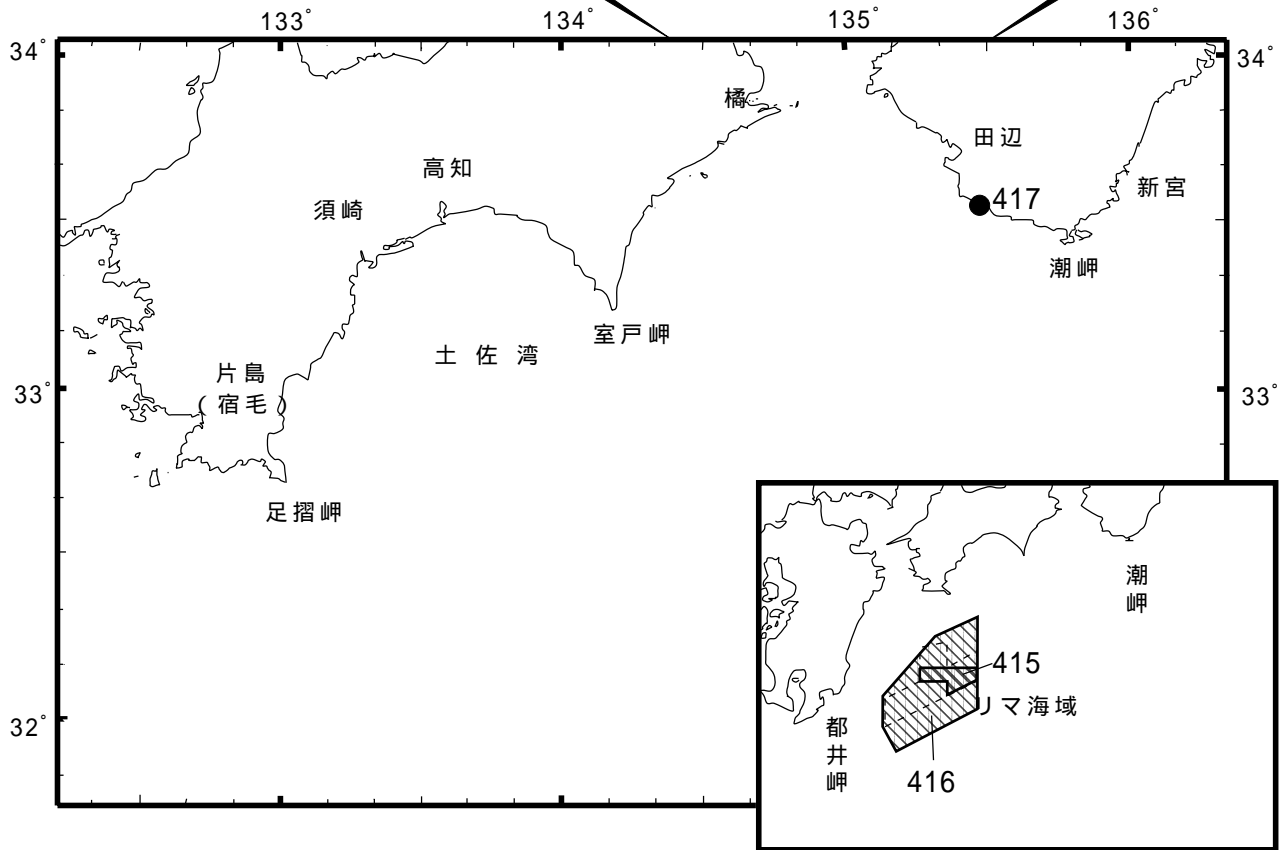 133°
134°
135°
136°
34°
34°
橘
田辺
高知
新宮
417
須崎
潮岬
室戸岬
土佐湾
片島
(宿毛)
33°
33°
足摺岬
潮岬
415
リマ海域
32°
都井岬
416